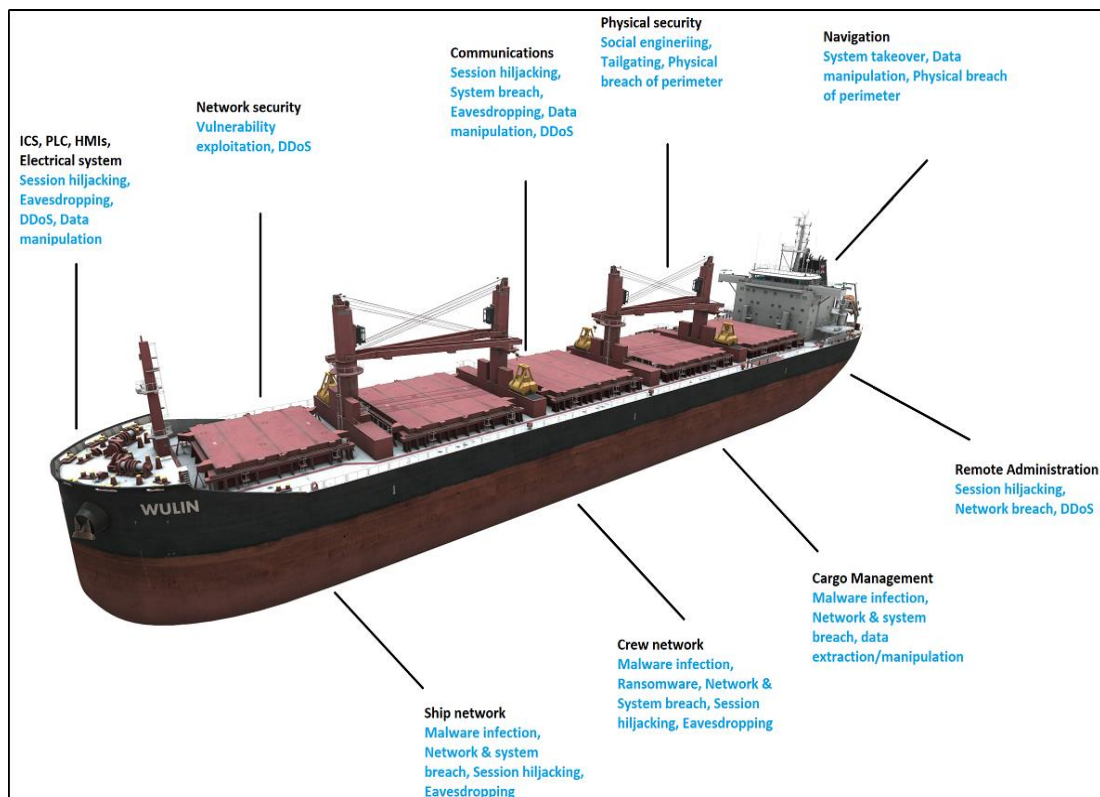 Physical security
Social engineriing,
Tailgating, Physical
breach of perimeter
Navigation
System takeover, Data
manipulation, Physical breach
of perimeter
Communications
Session hiljacking,
System breach,
Eavesdropping, Data
manipulation, DDoS
Network security
Vulnerability
exploitation, DDoS
ICS, PLC, HMIs,
Electrical system
Session hiljacking,
Eavesdropping,
DDoS, Data
manipulation
WULIN
Remote Administration
Session hiljacking,
Network breach, DDoS
Cargo Management
Malware infection,
Network & system
breach, data
extraction/manipulation
Crew network
Malware infection,
Ransomware, Network &
System breach, Session
hiljacking, Eavesdropping
Ship network
Malware infection,
Network & system
breach, Session hiljacking,
Eavesdropping